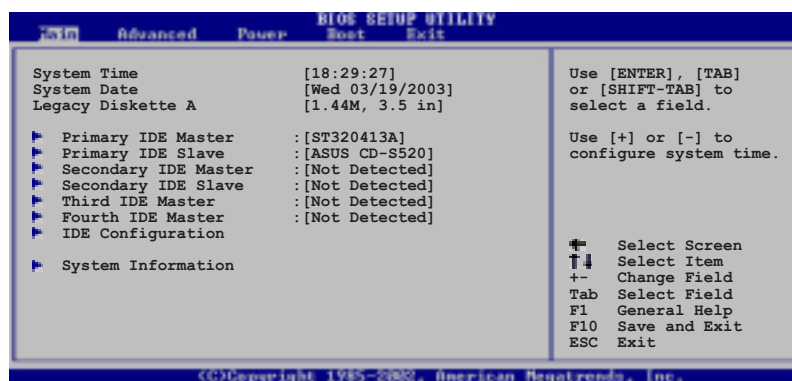 BIOS SETUP UTILITY
Main Advanced Power Boot Exit
System Time [18:29:27]
System Date [Wed 03/19/2003]
Legacy Diskette A [1.44M, 3.5 in]
Primary IDE Master :[ST320413A]
Primary IDE Slave :[ASUS CD-S520]
Secondary IDE Master :[Not Detected]
Secondary IDE Slave :[Not Detected]
Third IDE Master :[Not Detected]
Fourth IDE Master :[Not Detected]
IDE Configuration
System Information
Use [ENTER], [TAB]
or [SHIFT-TAB] to
select a field.
Use [+] or [-] to
configure system time.
Select Screen
Select Item
+- Change Field
Tab Select Field
F1 General Help
F10 Save and Exit
ESC Exit
(C)Copyright 1985-2002, American Megatrends, Inc.